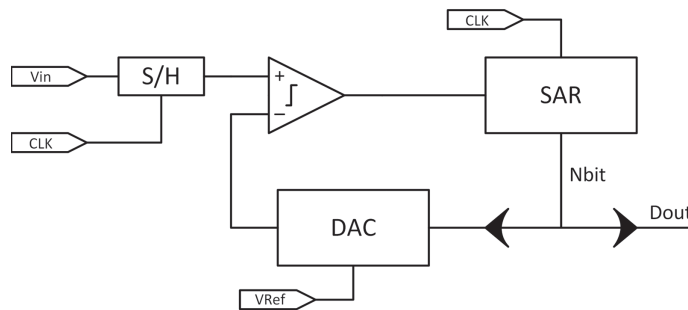 CLK
Vin
S/H
+
−
SAR
CLK
Nbit
Dout
DAC
VRef